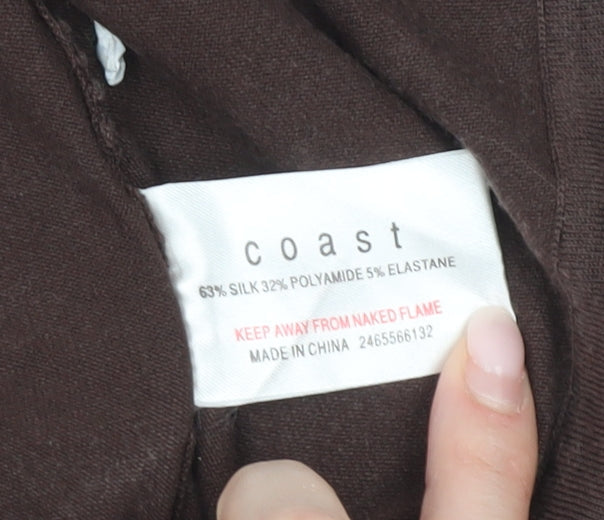 coast
63% SILK 32% POLYAMIDE 5% ELASTANE
KEEP AWAY FROM NAKED FLAME
MADE IN CHINA 2465566132